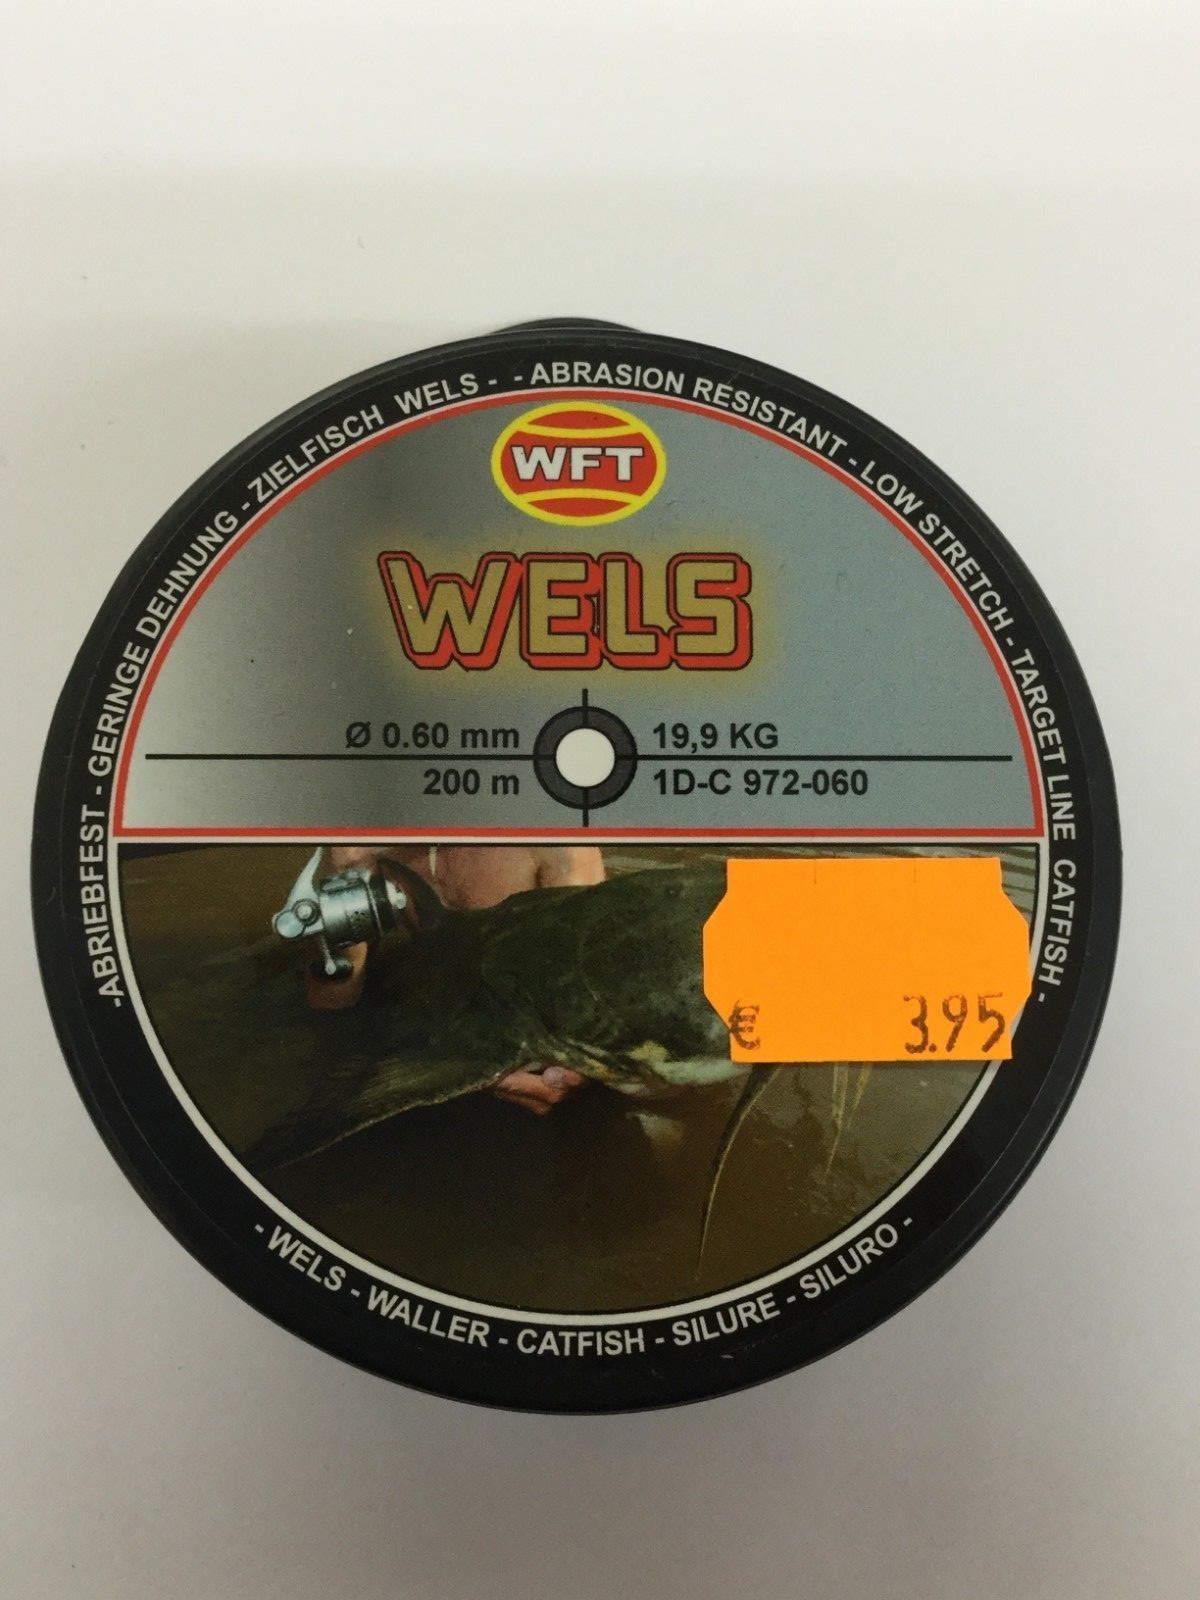 -ABRIEBFEST - GERINGE DEHNUNG - ZIELFISCH WELS -
- ABRASION RESISTANT - LOW STRETCH - TARGET LINE CATFISH -
WFT
WELS
Ø 0.60 mm 19,9 KG
200 m 1D-C 972-060
€ 3.95
- WELS - WALLER - CATFISH - SILURE - SILURO -